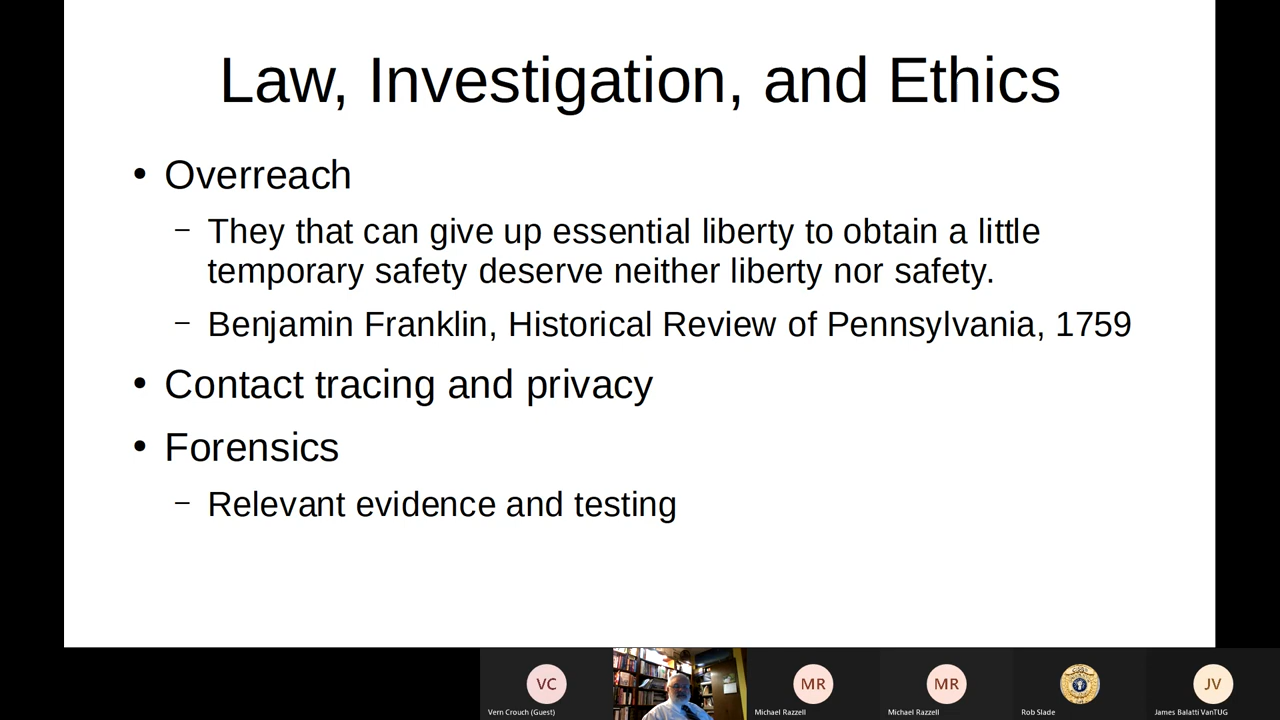 Law, Investigation, and Ethics
• Overreach
– They that can give up essential liberty to obtain a little
temporary safety deserve neither liberty nor safety.
– Benjamin Franklin, Historical Review of Pennsylvania, 1759
• Contact tracing and privacy
• Forensics
– Relevant evidence and testing
VC
MR
MR
JV
Vern Crouch (Guest)
Michael Razzell
Michael Razzell
Rob Slade
James Balatti VanTUG